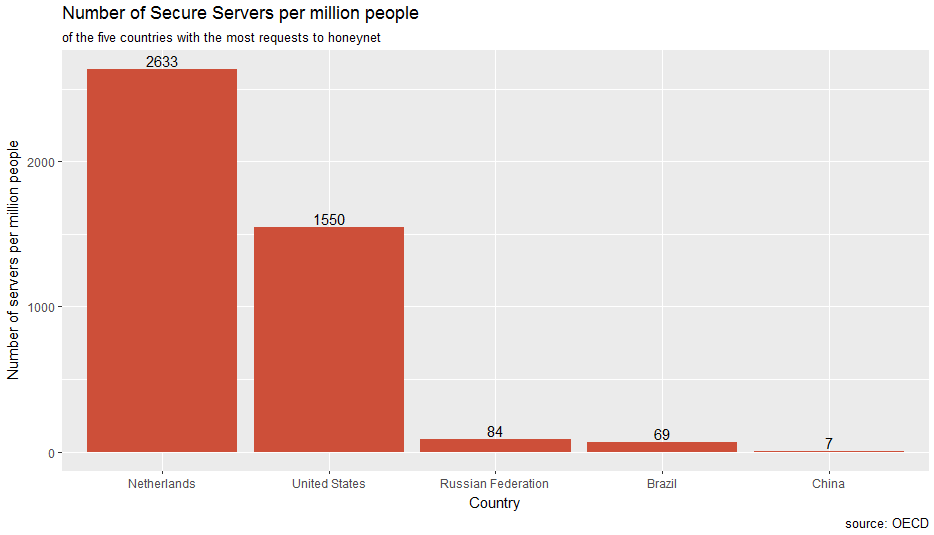 Number of Secure Servers per million people
of the five countries with the most requests to honeynet
Number of servers per million people
2000
1000
0
2633
1550
84
69
7
Netherlands
United States
Russian Federation
Brazil
China
Country
source: OECD